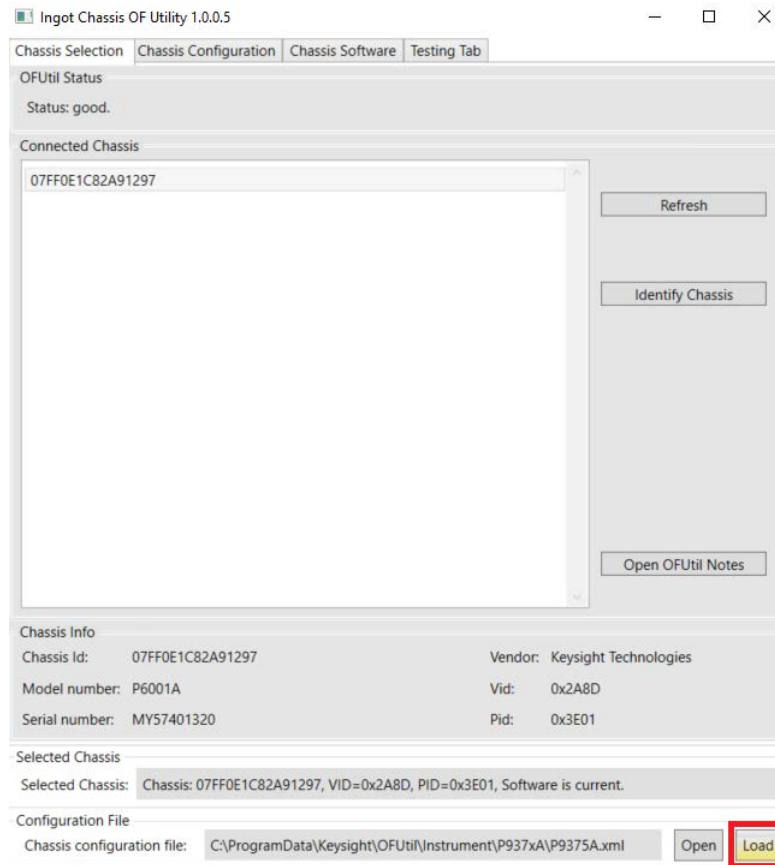 Ingot Chassis OF Utility 1.0.0.5
Chassis Selection Chassis Configuration Chassis Software Testing Tab
OFUtil Status
Status: good.
Connected Chassis
07FF0E1C82A91297
Refresh
Identify Chassis
Open OFUtil Notes
Chassis Info
Chassis Id: 07FF0E1C82A91297 Vendor: Keysight Technologies
Model number: P6001A Vid: 0x2A8D
Serial number: MY57401320 Pid: 0x3E01
Selected Chassis
Selected Chassis: Chassis: 07FF0E1C82A91297, VID=0x2A8D, PID=0x3E01, Software is current.
Configuration File
Chassis configuration file: C:\ProgramData\Keysight\OFUtil\Instrument\P937xA\P9375A.xml Open Load